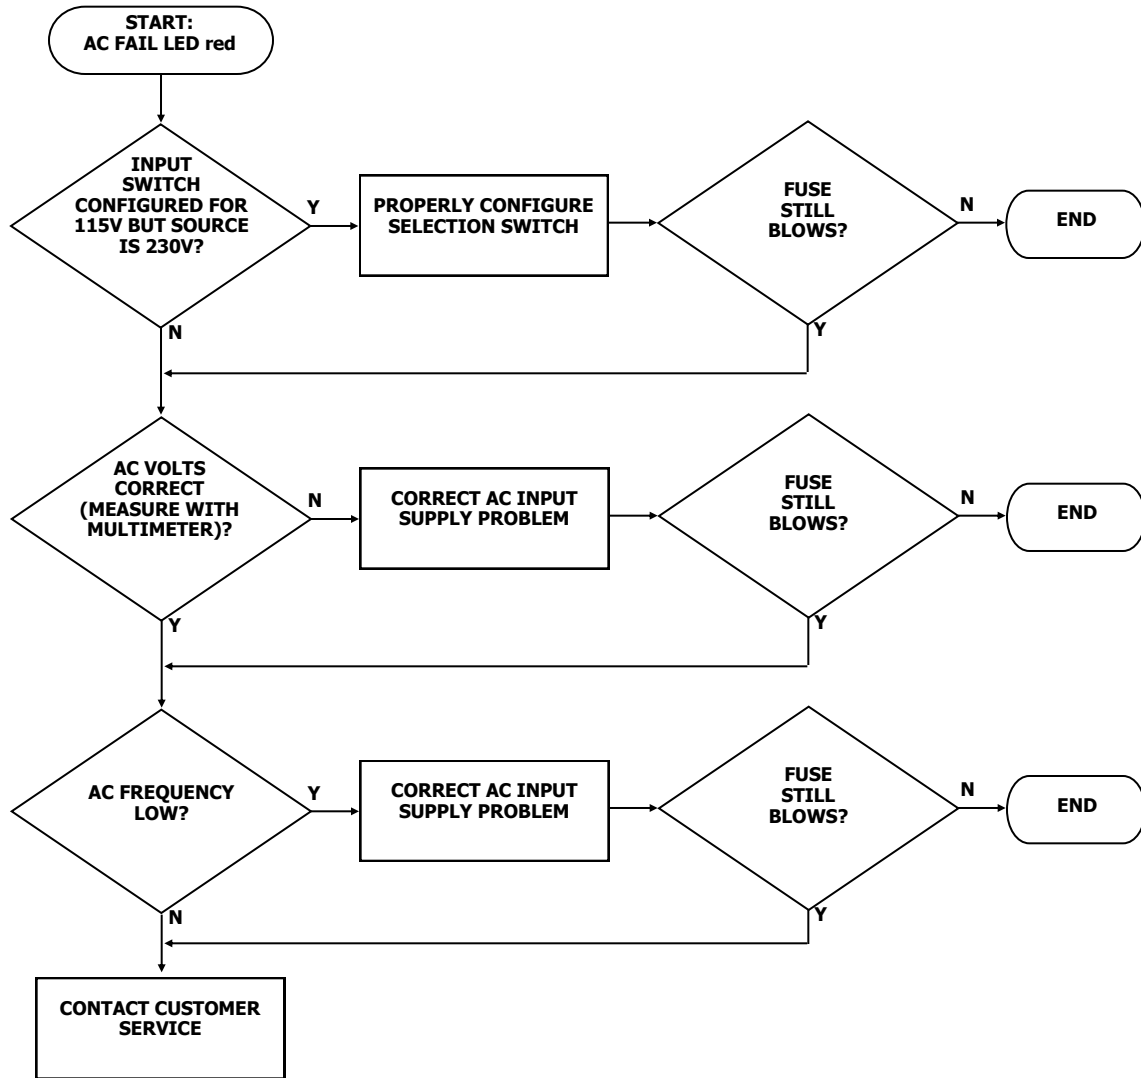 START:
AC FAIL LED red
INPUT
SWITCH
CONFIGURED FOR
115V BUT SOURCE
IS 230V?
Y
PROPERLY CONFIGURE
SELECTION SWITCH
FUSE
STILL
BLOWS?
N
END
N
Y
AC VOLTS
CORRECT
(MEASURE WITH
MULTIMETER)?
N
CORRECT AC INPUT
SUPPLY PROBLEM
FUSE
STILL
BLOWS?
N
END
Y
Y
AC FREQUENCY
LOW?
Y
CORRECT AC INPUT
SUPPLY PROBLEM
FUSE
STILL
BLOWS?
N
END
N
Y
CONTACT CUSTOMER
SERVICE